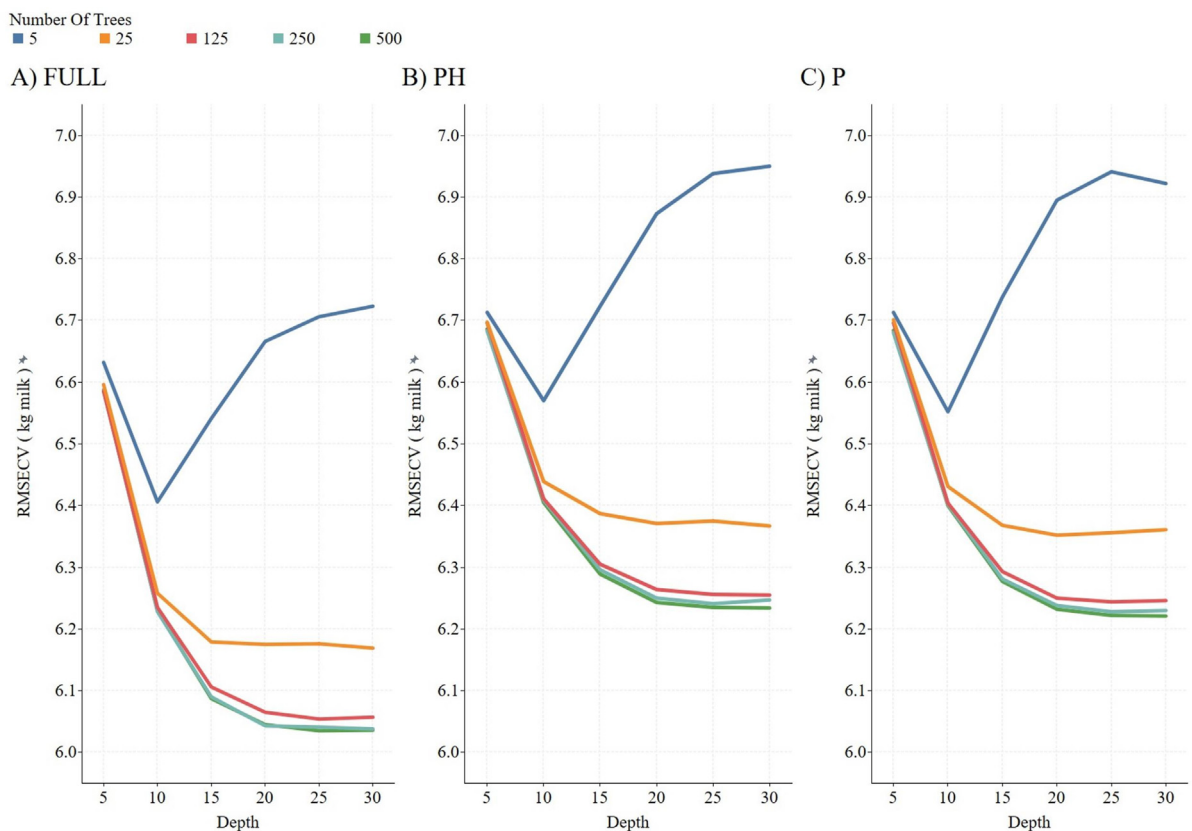 Number Of Trees
5 25 125 250 500
A) FULL B) PH C) P
7.0 7.0 7.0
6.9 6.9 6.9
6.8 6.8 6.8
6.7 6.7 6.7
6.6 6.6 6.6
6.5 6.5 6.5
6.4 6.4 6.4
6.3 6.3 6.3
6.2 6.2 6.2
6.1 6.1 6.1
6.0 6.0 6.0
RMSECV ( kg milk ) RMSECV ( kg milk ) RMSECV ( kg milk )
5 10 15 20 25 30 5 10 15 20 25 30 5 10 15 20 25 30
Depth Depth Depth